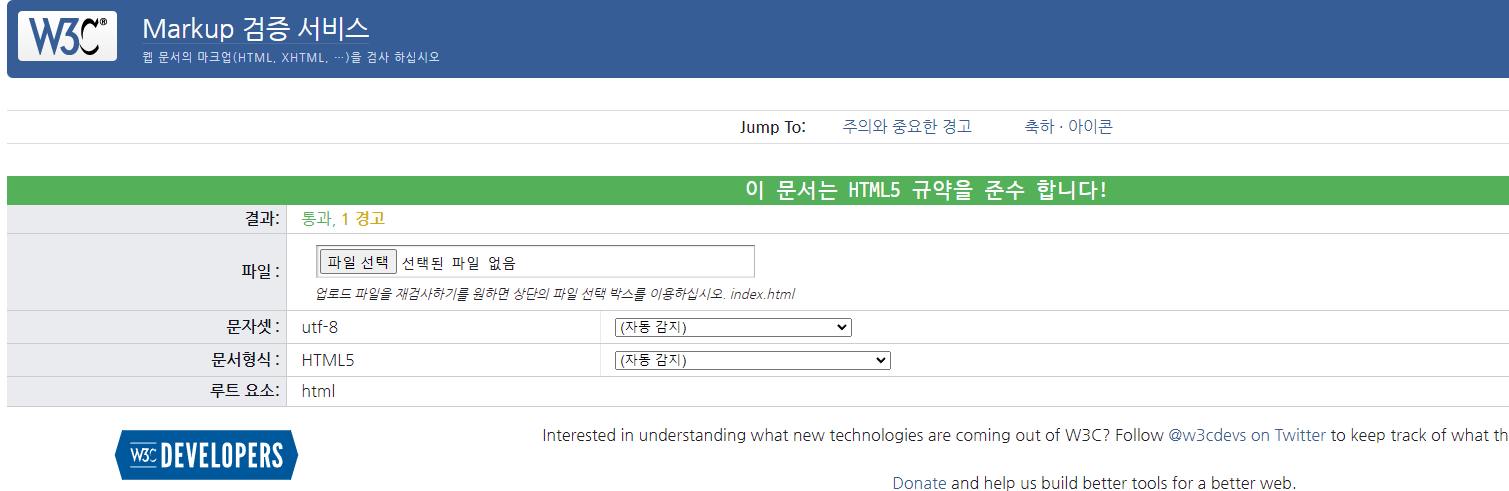 W3C® Markup 검증 서비스
웹 문서의 마크업(HTML, XHTML, …)을 검사 하십시오
Jump To: 주의와 중요한 경고 축하 · 아이콘
이 문서는 HTML5 규약을 준수 합니다!
결과: 통과, 1 경고
파일 : 파일 선택 선택된 파일 없음
업로드 파일을 재검사하기를 원하면 상단의 파일 선택 박스를 이용하십시오. index.html
문자셋 : utf-8 (자동 감지)
문서형식 : HTML5 (자동 감지)
루트 요소: html
Interested in understanding what new technologies are coming out of W3C? Follow @w3cdevs on Twitter to keep track of what th
W3C DEVELOPERS
Donate and help us build better tools for a better web.